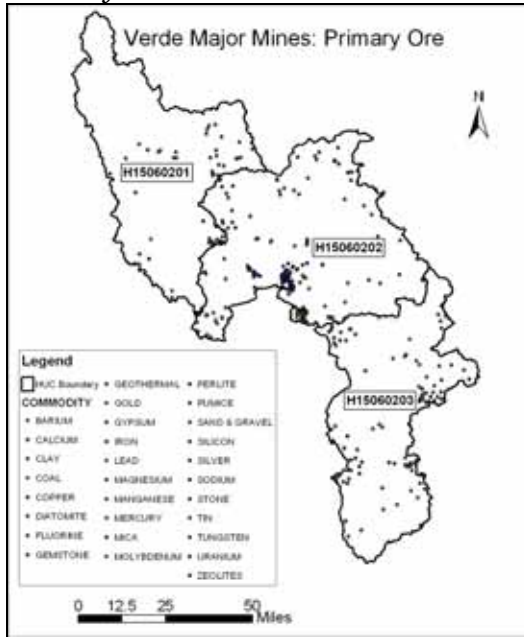 Verde Major Mines: Primary Ore
N
H15060201
H15060202
H15060203
Legend
HUC Boundary
COMMODITY
BARIUM
CALCIUM
CLAY
COAL
COPPER
DIATOMITE
FLUORINE
GEMSTONE
GEOTHERMAL
GOLD
GYPSUM
IRON
LEAD
MAGNESIUM
MANGANESE
MERCURY
MICA
MOLYBDENUM
PERLITE
PUMICE
SAND & GRAVEL
SILICON
SILVER
SODIUM
STONE
TIN
TUNGSTEN
URANIUM
ZEOLITES
0 12.5 25 50
Miles